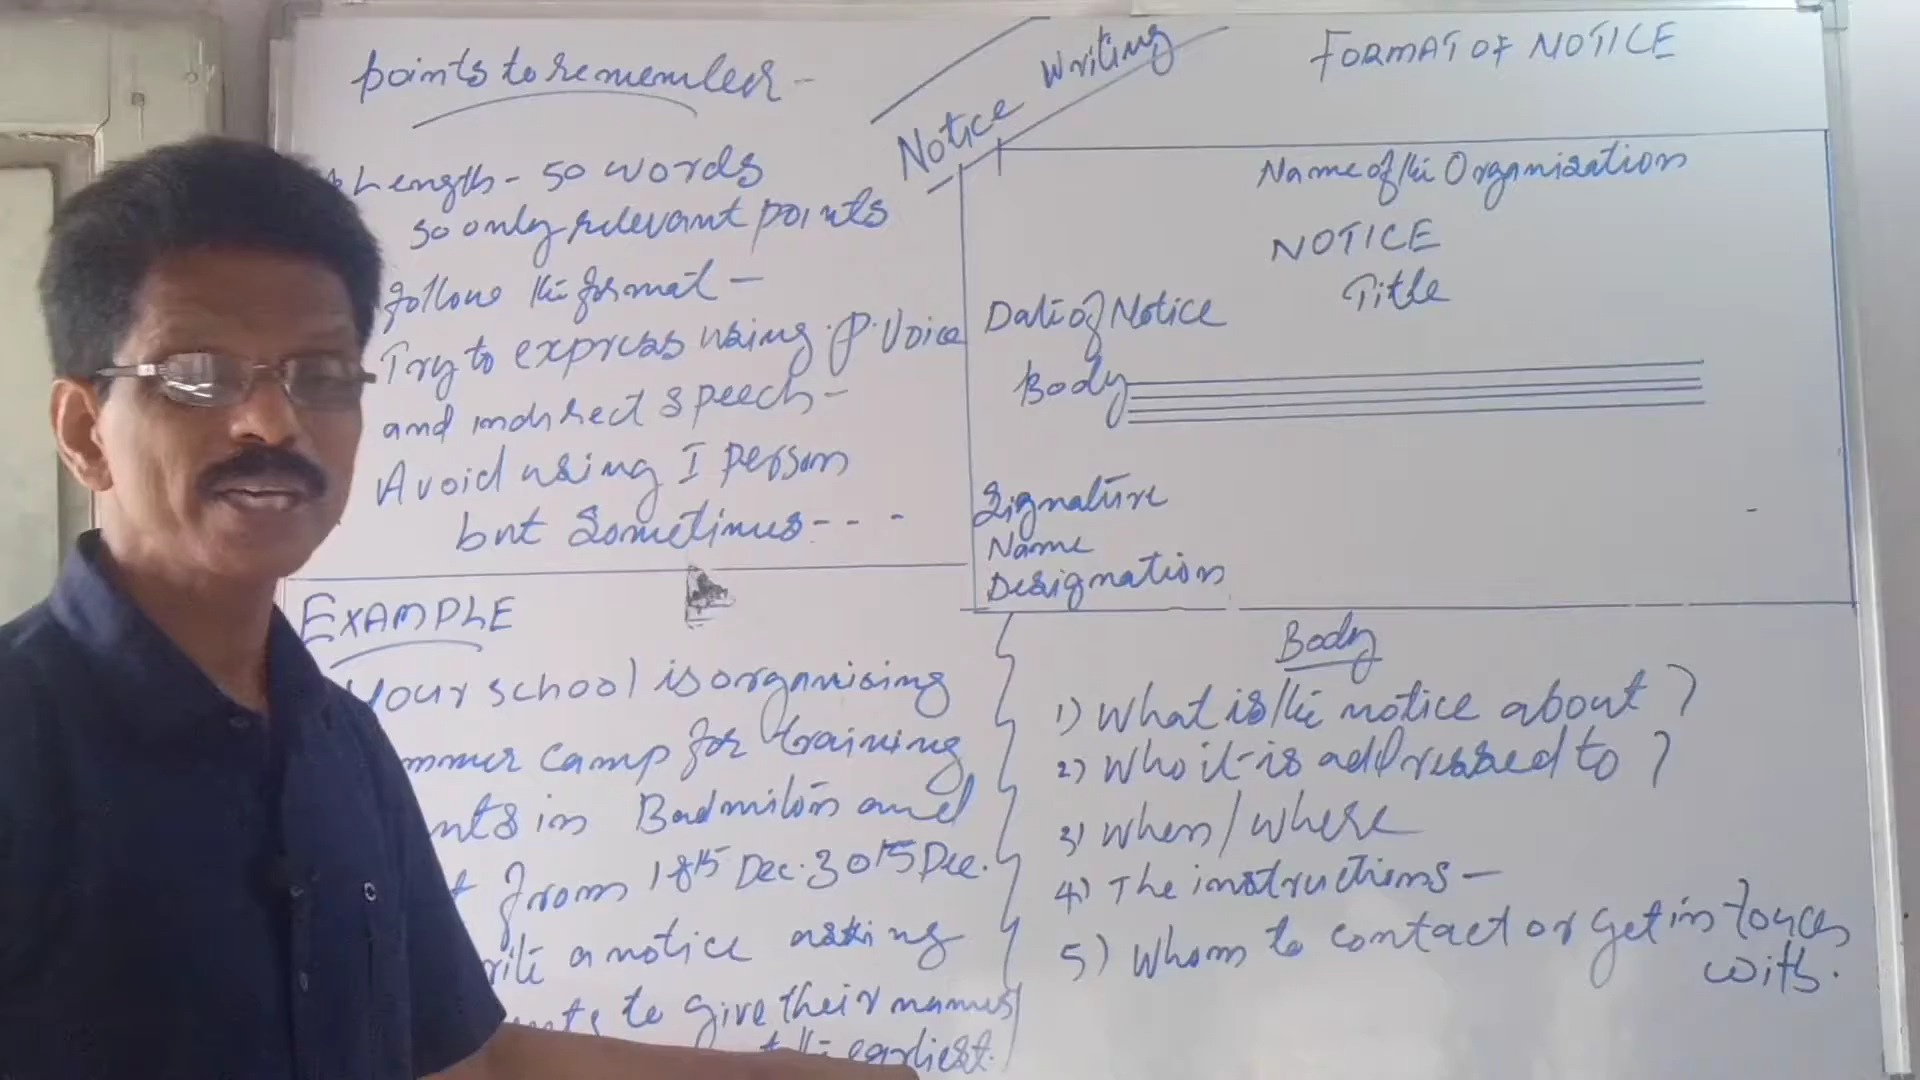 points to remember -
Length - 50 words
so only relevant points
follow the format -
Try to express using P. Voice
and indirect speech -
Avoid using I person
but Sometimes - - -
Notice Writing
FORMAT OF NOTICE
Name of the Organization
NOTICE
Title
Date of Notice
Body
Signature
Name
Designation
EXAMPLE
Your school is organising
camp for training
in Badminton and
from 18th Dec. 30th Dec.
a notice asking
to give their names
the earliest.
Body
1) What is the notice about?
2) Who it is addressed to?
3) When / where
4) The instructions -
5) Whom to contact or get in touch
with.